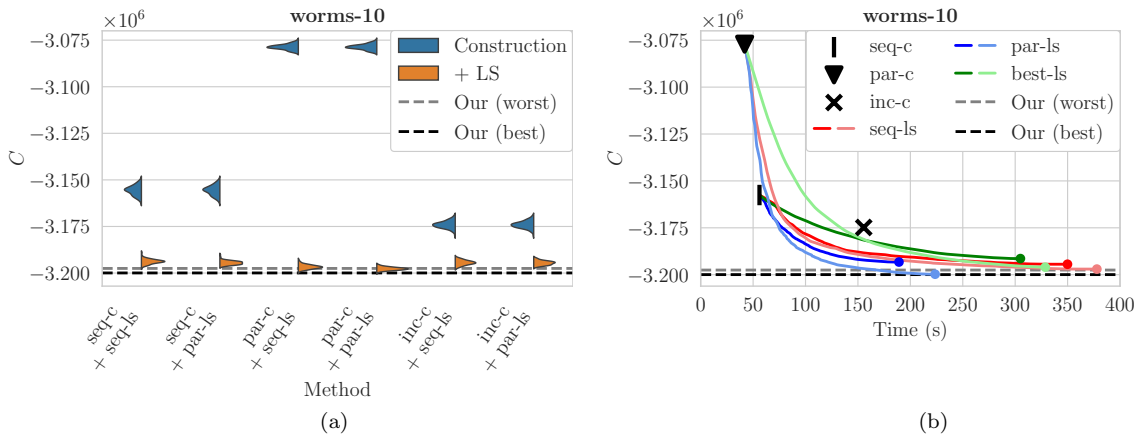 worms-10
×10⁶
−3.075
−3.100
−3.125
−3.150
−3.175
−3.200
C
Construction
+ LS
Our (worst)
Our (best)
seq-c
+ seq-ls
seq-c
+ par-ls
par-c
+ seq-ls
par-c
+ par-ls
inc-c
+ seq-ls
inc-c
+ par-ls
Method
(a)
worms-10
×10⁶
−3.075
−3.100
−3.125
−3.150
−3.175
−3.200
C
seq-c
par-c
inc-c
seq-ls
par-ls
best-ls
Our (worst)
Our (best)
0 50 100 150 200 250 300 350 400
Time (s)
(b)